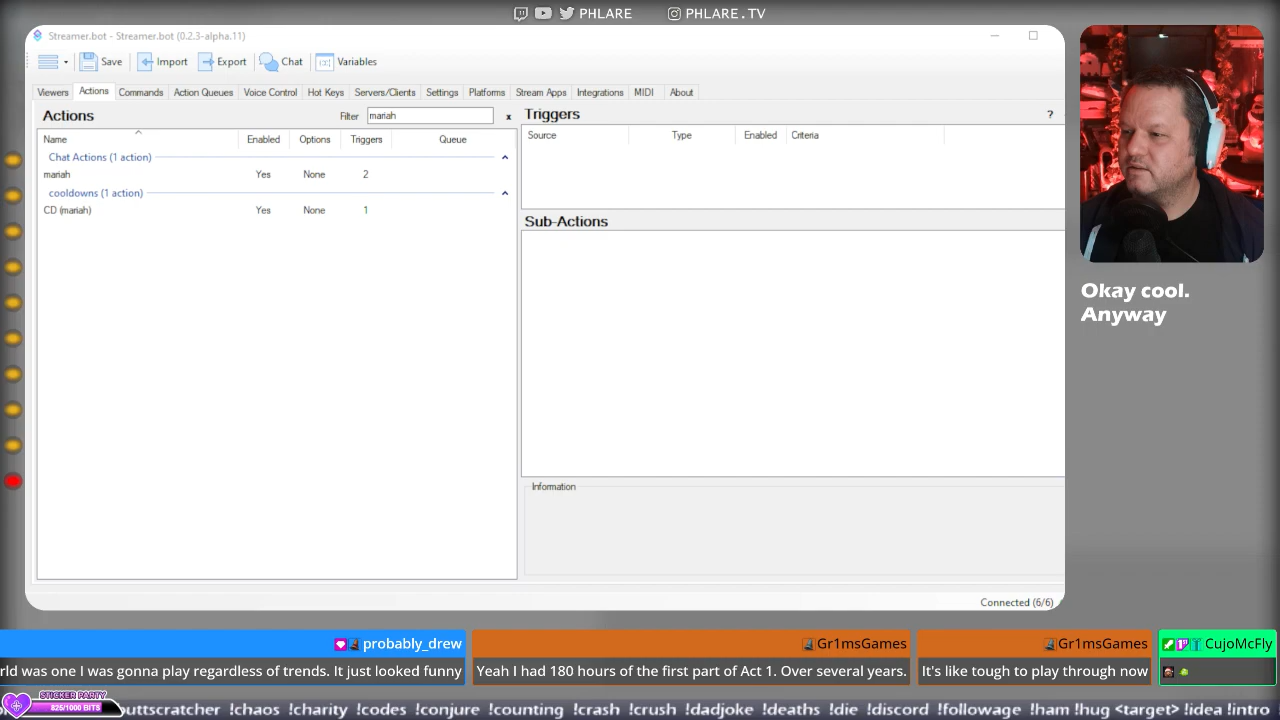 PHLARE PHLARE.TV
Streamer.bot - Streamer.bot (0.2.3-alpha.11)
Save Import Export Chat Variables
Viewers Actions Commands Action Queues Voice Control Hot Keys Servers/Clients Settings Platforms Stream Apps Integrations MIDI About
Actions Filter mariah x
Name Enabled Options Triggers Queue
Chat Actions (1 action)
mariah Yes None 2
cooldowns (1 action)
CD (mariah) Yes None 1
Triggers ?
Source Type Enabled Criteria
Sub-Actions
Information
Connected (6/6)
Okay cool.
Anyway
probably_drew
rld was one I was gonna play regardless of trends. It just looked funny
Gr1msGames
Yeah I had 180 hours of the first part of Act 1. Over several years.
Gr1msGames
It's like tough to play through now
CujoMcFly
STICKER PARTY
825/1000 BITS
uttscratcher !chaos !charity !codes !conjure !counting !crash !crush !dadjoke !deaths !die !discord !followage !ham !hug <target> !idea !intro